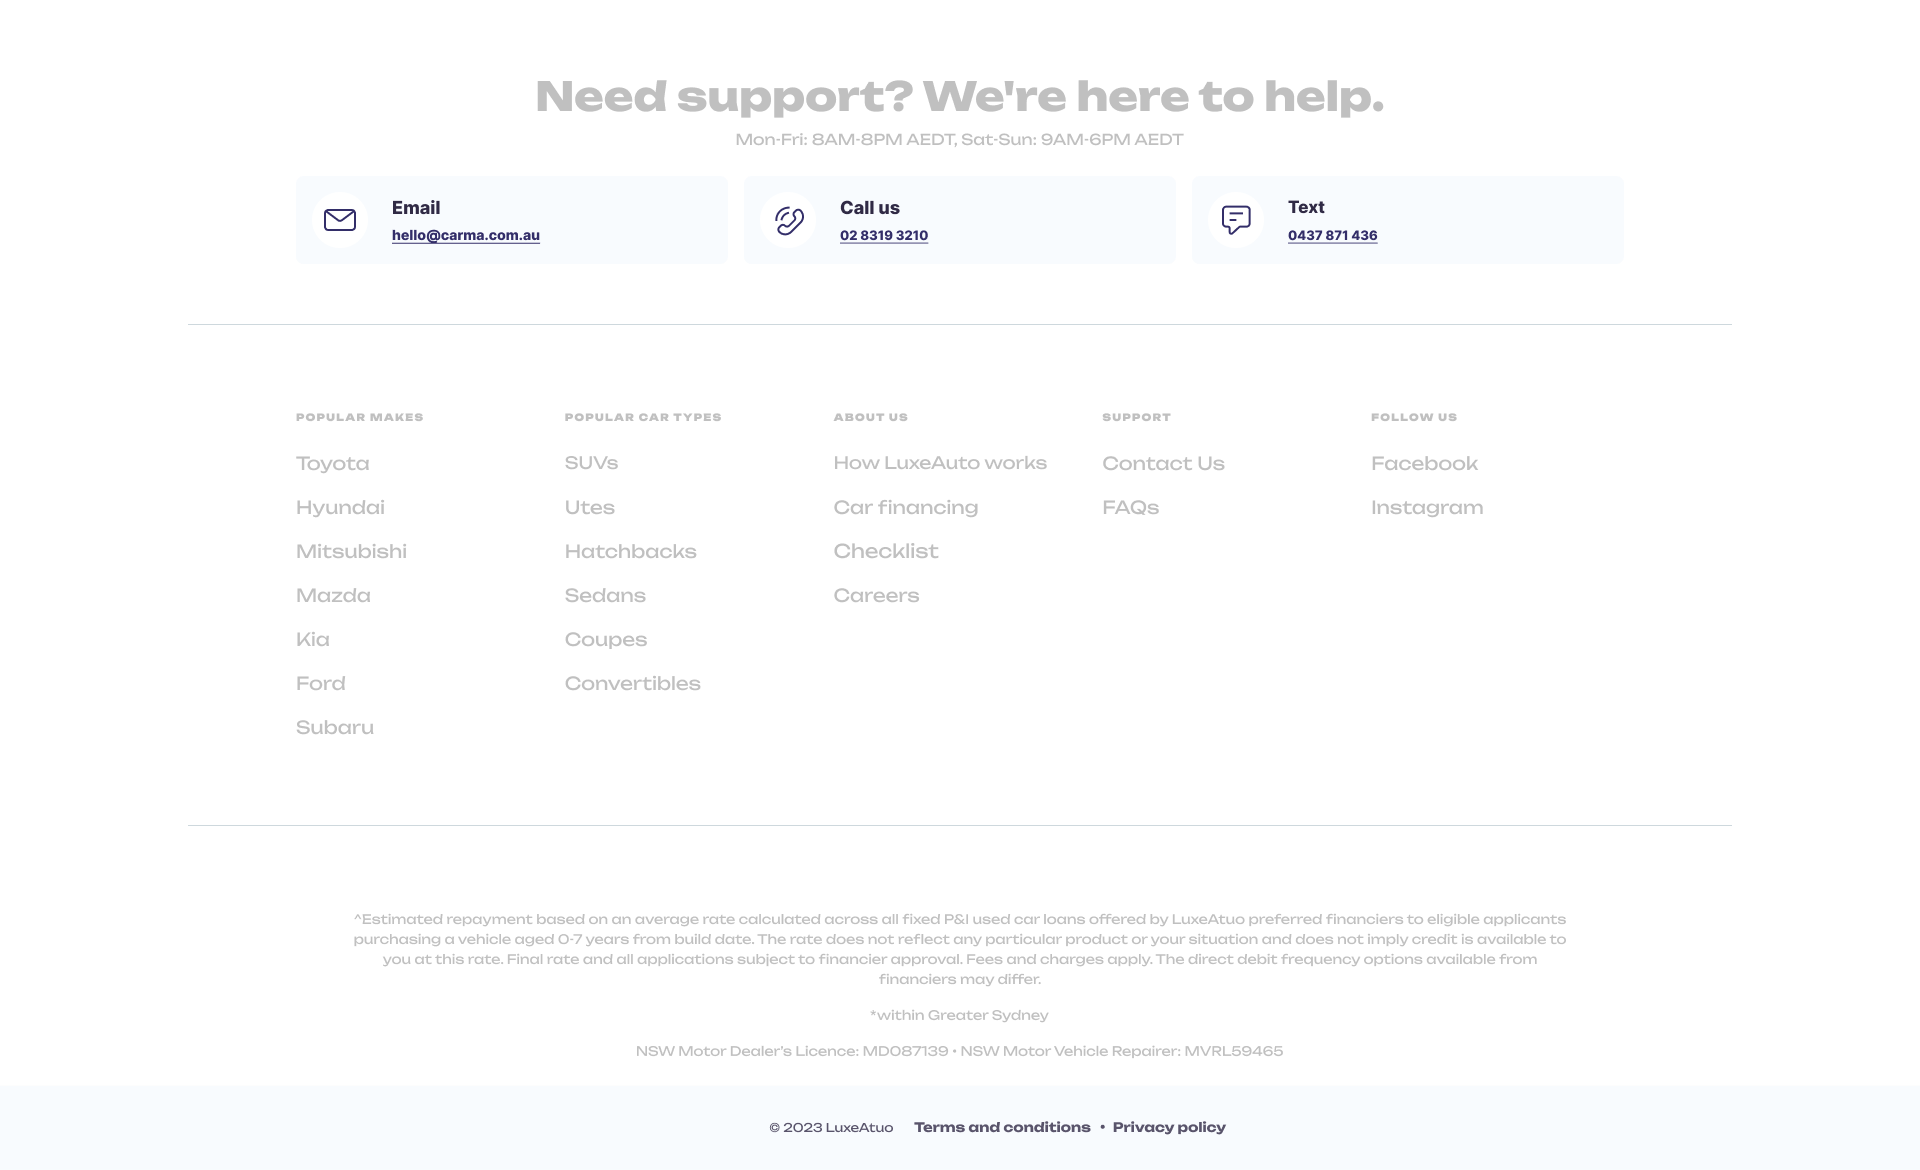 Need support? We're here to help.
Mon-Fri: 8AM-8PM AEDT, Sat-Sun: 9AM-6PM AEDT
Email
hello@carma.com.au
Call us
02 8319 3210
Text
0437 871 436
POPULAR MAKES
Toyota
Hyundai
Mitsubishi
Mazda
Kia
Ford
Subaru
POPULAR CAR TYPES
SUVs
Utes
Hatchbacks
Sedans
Coupes
Convertibles
ABOUT US
How LuxeAuto works
Car financing
Checklist
Careers
SUPPORT
Contact Us
FAQs
FOLLOW US
Facebook
Instagram
^Estimated repayment based on an average rate calculated across all fixed P&I used car loans offered by LuxeAtuo preferred financiers to eligible applicants
purchasing a vehicle aged 0-7 years from build date. The rate does not reflect any particular product or your situation and does not imply credit is available to
you at this rate. Final rate and all applications subject to financier approval. Fees and charges apply. The direct debit frequency options available from
financiers may differ.
*within Greater Sydney
NSW Motor Dealer's Licence: MD087139 • NSW Motor Vehicle Repairer: MVRL59465
© 2023 LuxeAtuo Terms and conditions • Privacy policy